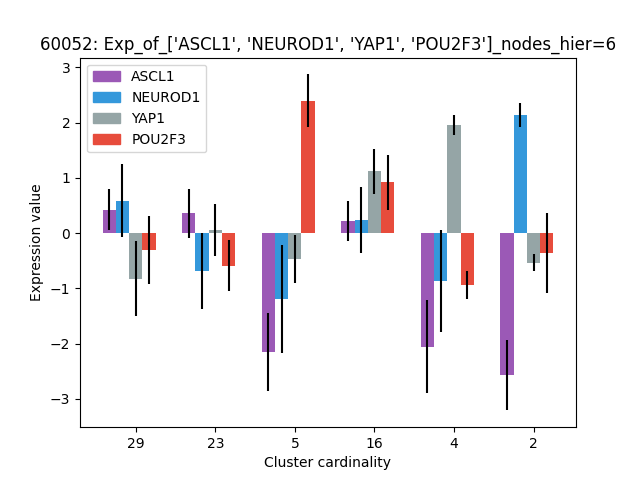 60052: Exp_of_['ASCL1', 'NEUROD1', 'YAP1', 'POU2F3']_nodes_hier=6
ASCL1
NEUROD1
YAP1
POU2F3
Expression value
3
2
1
0
−1
−2
−3
29 23 5 16 4 2
Cluster cardinality